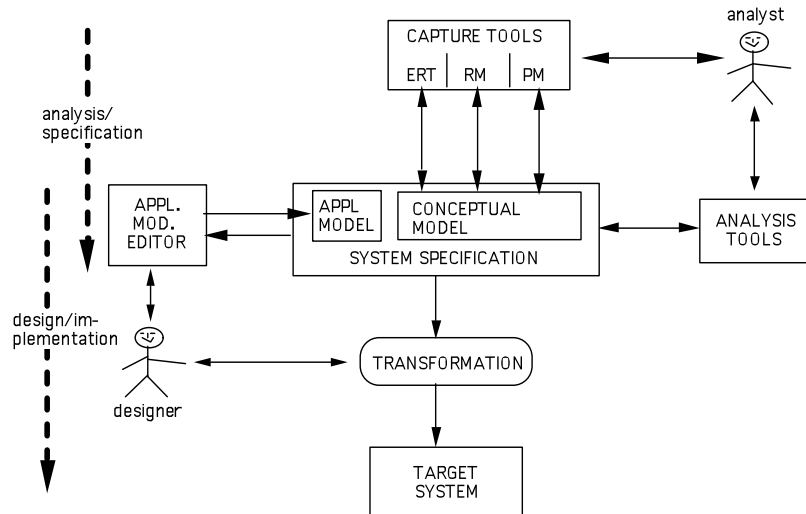 analyst
CAPTURE TOOLS
ERT RM PM
analysis/
specification
APPL.
MOD.
EDITOR
APPL
MODEL
CONCEPTUAL
MODEL
SYSTEM SPECIFICATION
ANALYSIS
TOOLS
design/im-
plementation
TRANSFORMATION
designer
TARGET
SYSTEM